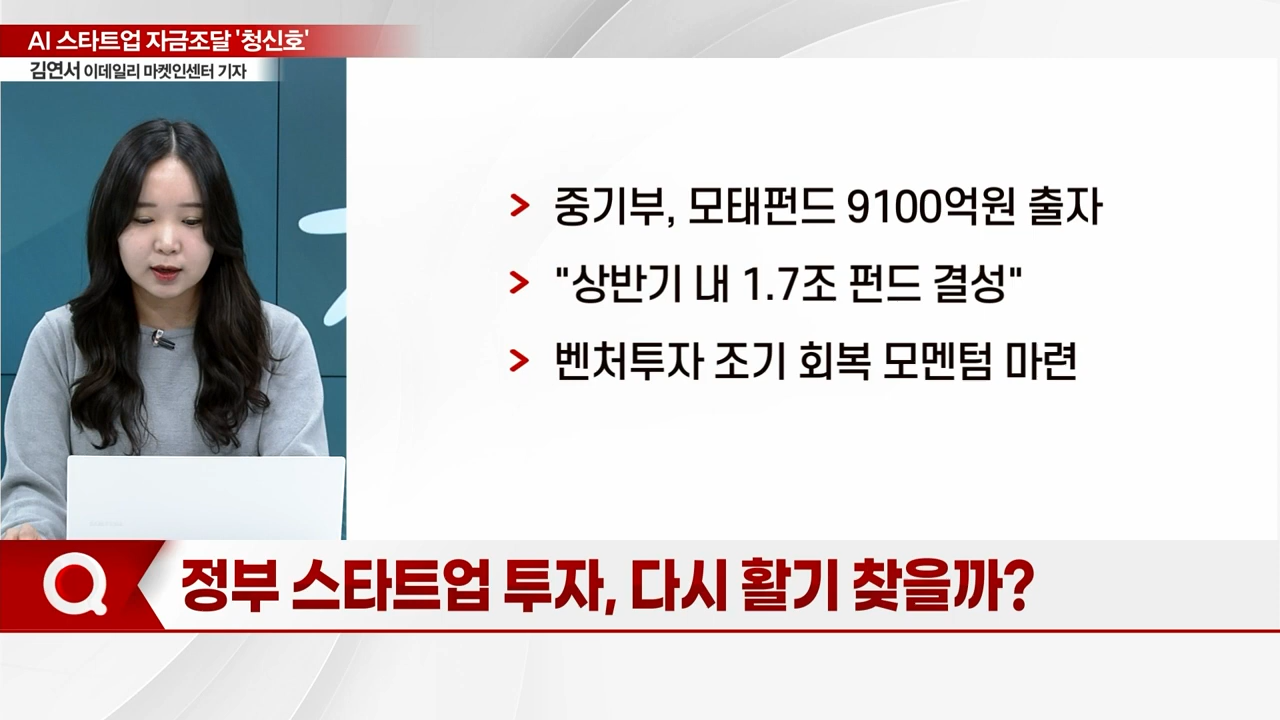 AI 스타트업 자금조달 '청신호'
김연서 이데일리 마켓인센터 기자
> 중기부, 모태펀드 9100억원 출자
> "상반기 내 1.7조 펀드 결성"
> 벤처투자 조기 회복 모멘텀 마련
정부 스타트업 투자, 다시 활기 찾을까?